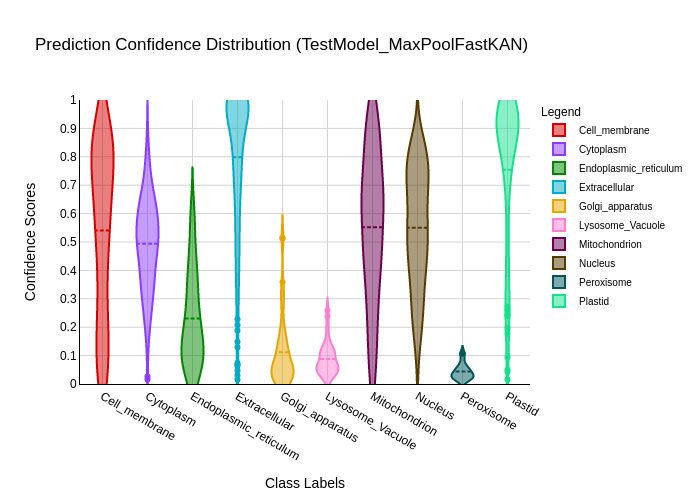 Prediction Confidence Distribution (TestModel_MaxPoolFastKAN)
Confidence Scores
1
0.9
0.8
0.7
0.6
0.5
0.4
0.3
0.2
0.1
0
Cell_membrane
Cytoplasm
Endoplasmic_reticulum
Extracellular
Golgi_apparatus
Lysosome_Vacuole
Mitochondrion
Nucleus
Peroxisome
Plastid
Class Labels
Legend
Cell_membrane
Cytoplasm
Endoplasmic_reticulum
Extracellular
Golgi_apparatus
Lysosome_Vacuole
Mitochondrion
Nucleus
Peroxisome
Plastid